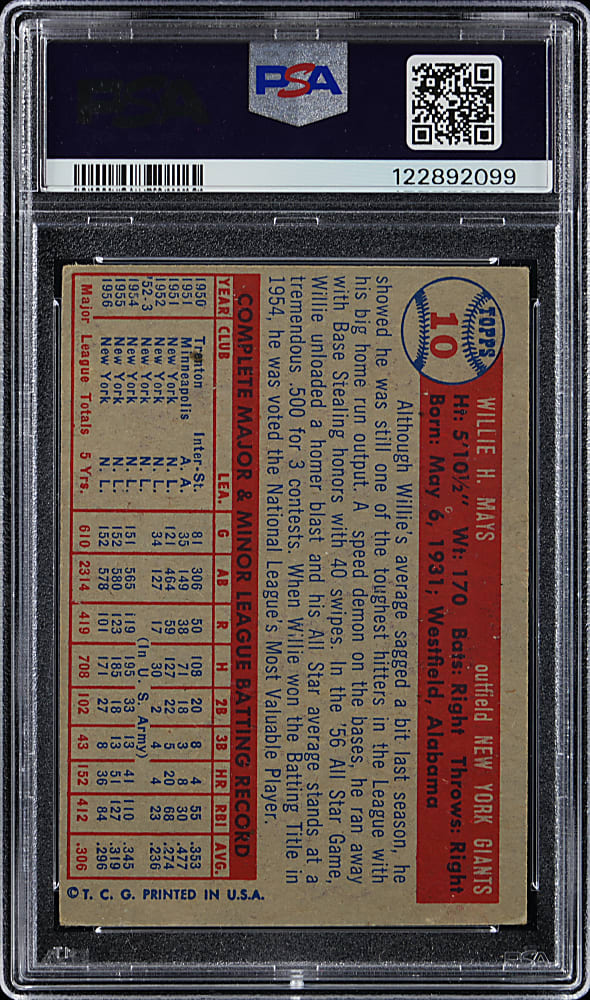 PSA
122892099
TOPPS
10
WILLIE H. MAYS outfield NEW YORK GIANTS
Ht: 5'10½" Wt: 170 Bats: Right Throws: Right
Born: May 6, 1931; Westfield, Alabama
Although Willie's average sagged a bit last season, he
showed he was still one of the toughest hitters in the League with
his big home run output. A speed demon on the bases, he ran away
with Base Stealing honors with 40 swipes. In the '56 All Star Game,
Willie unloaded a homer blast and his All Star average stands at a
tremendous .500 for 3 contests. When Willie won the Batting Title in
1954, he was voted the National League's Most Valuable Player.
COMPLETE MAJOR & MINOR LEAGUE BATTING RECORD
YEAR CLUB LEA. G AB R H 2B 3B HR RBI AVG.
1950 Trenton Inter-St. 81 306 50 108 20 8 4 55 .353
1951 Minneapolis A. A. 35 149 38 71 18 3 8 30 .477
1951 New York N. L. 121 464 59 127 22 5 20 68 .274
1952 New York N. L. 34 127 17 30 2 4 4 23 .236
'52-3 New York N. L. (In U. S. Army)
1954 New York N. L. 151 565 119 195 33 13 41 110 .345
1955 New York N. L. 152 580 123 185 18 13 51 127 .319
1956 New York N. L. 152 578 101 171 27 8 36 84 .296
Major League Totals 5 Yrs. 610 2314 419 708 102 43 152 412 .306
© T. C. G. PRINTED IN U.S.A.
PSA